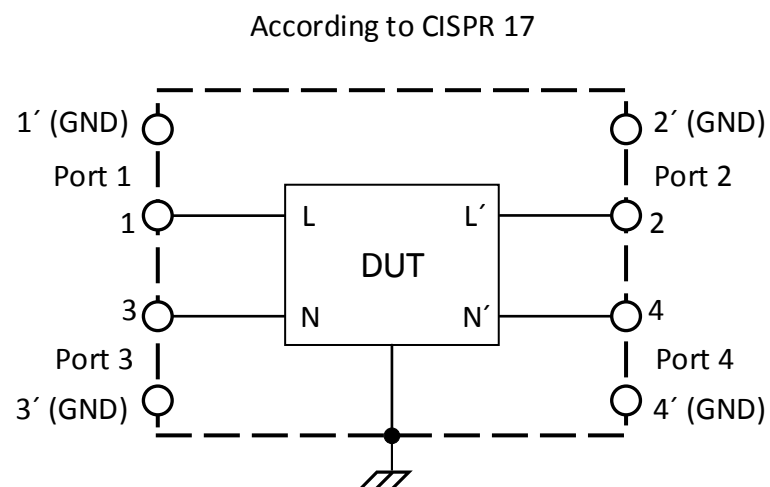 According to CISPR 17
1´ (GND)
2´ (GND)
Port 1
Port 2
1
L
L´
2
DUT
3
N
N´
4
Port 3
Port 4
3´ (GND)
4´ (GND)